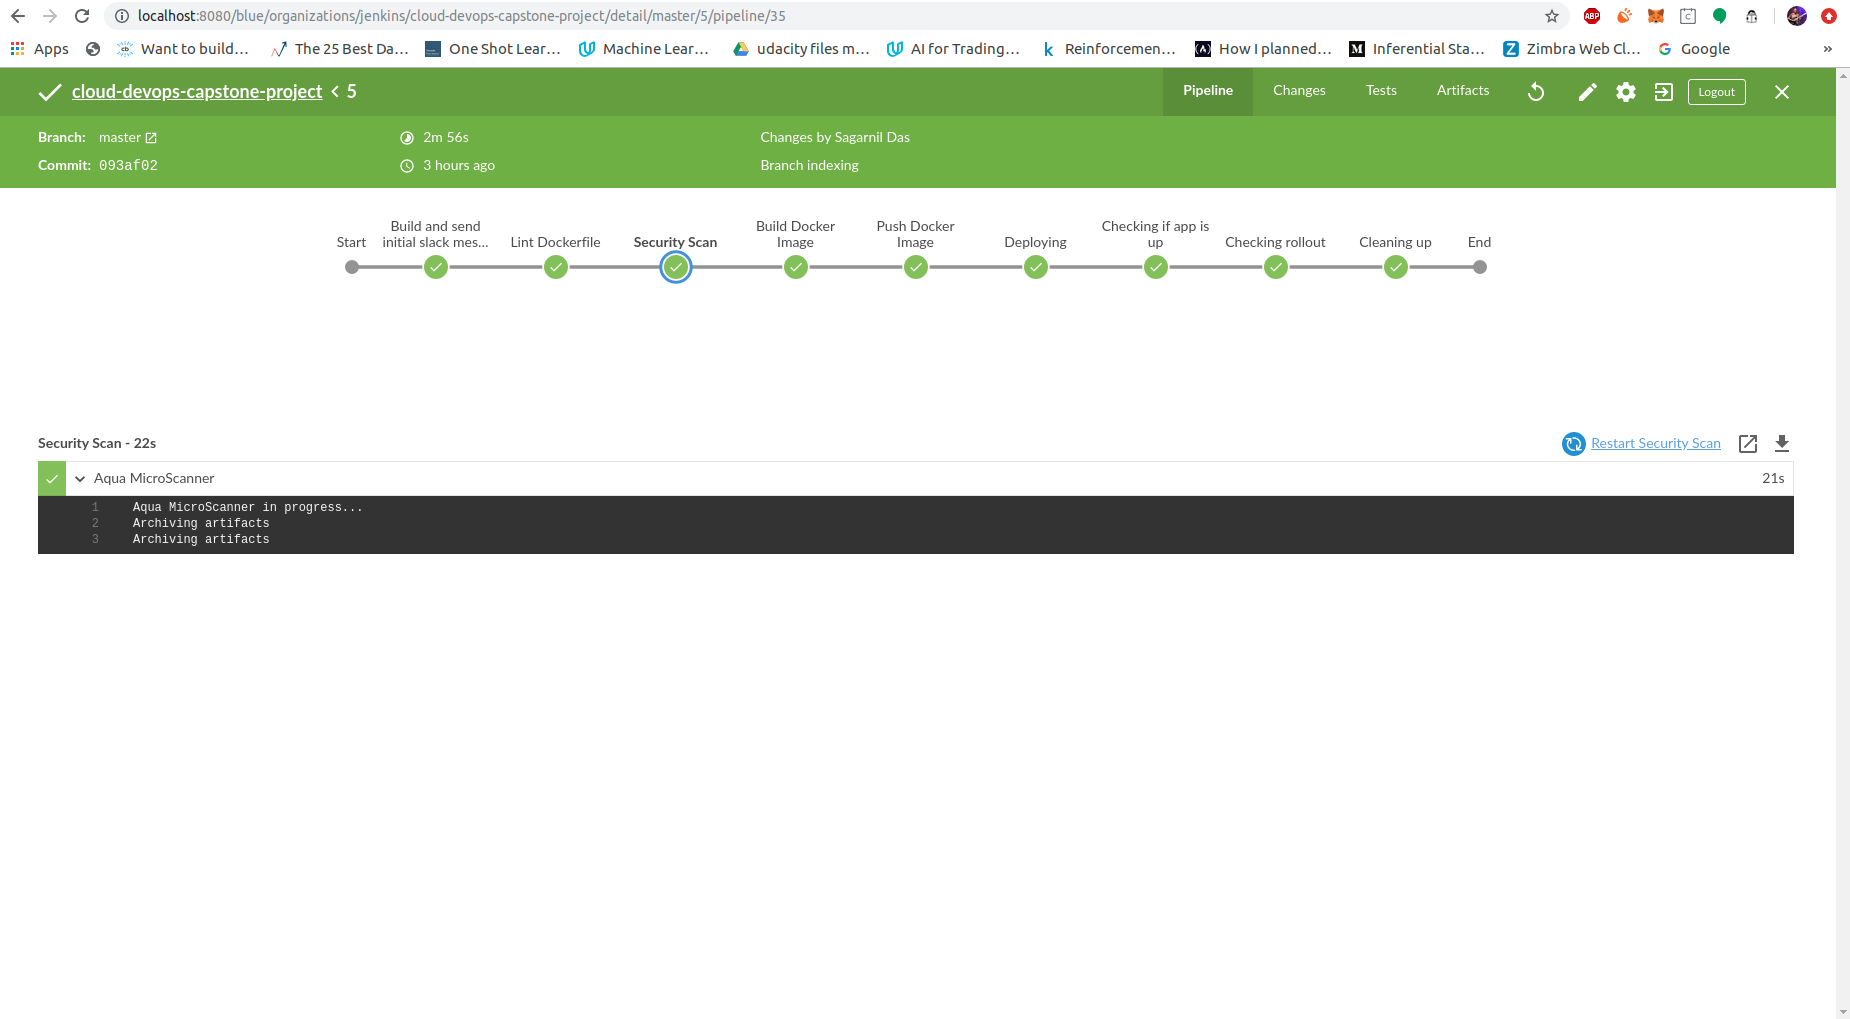 localhost:8080/blue/organizations/jenkins/cloud-devops-capstone-project/detail/master/5/pipeline/35
ABP
C
Apps
cb
Want to build...
The 25 Best Da...
One Shot Lear...
Machine Lear...
udacity files m...
k
AI for Trading...
Reinforcemen...
How I planned...
M
Inferential Sta...
Z
Zimbra Web Cl...
G
Google
»
cloud-devops-capstone-project < 5
Pipeline
Changes
Tests
Artifacts
Logout
Branch: master
2m 56s
Changes by Sagarnil Das
Commit: 093af02
3 hours ago
Branch indexing
Start
Build and send
initial slack mes...
Lint Dockerfile
Security Scan
Build Docker
Image
Push Docker
Image
Deploying
Checking if app is
up
Checking rollout
Cleaning up
End
Security Scan - 22s
Restart Security Scan
Aqua MicroScanner
21s
1 Aqua MicroScanner in progress...
2 Archiving artifacts
3 Archiving artifacts